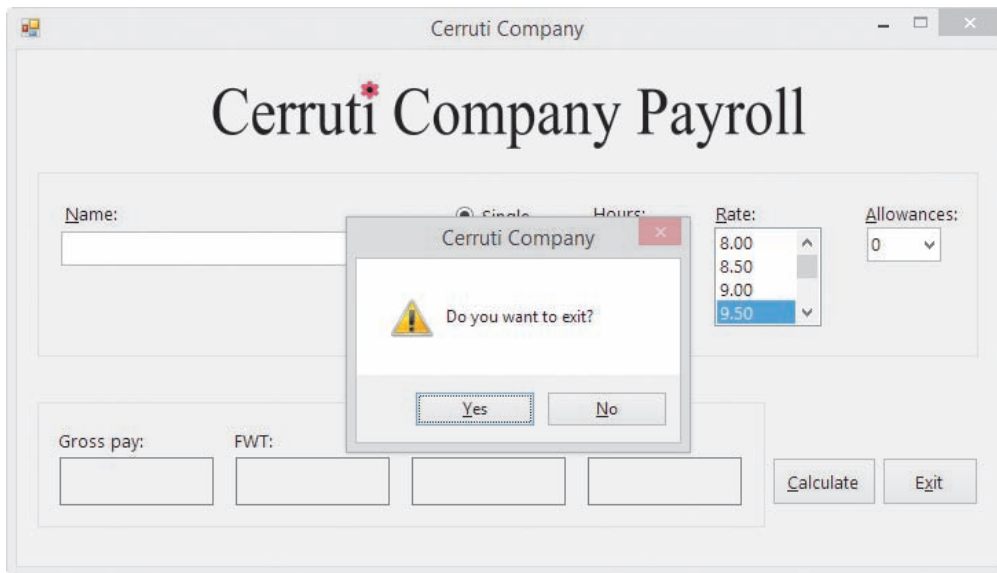 Cerruti Company
Cerruti Company Payroll
Name:
Single
Hours:
Rate:
Allowances:
8.00
8.50
9.00
9.50
0
Cerruti Company
Do you want to exit?
Yes
No
Gross pay:
FWT:
Calculate
Exit